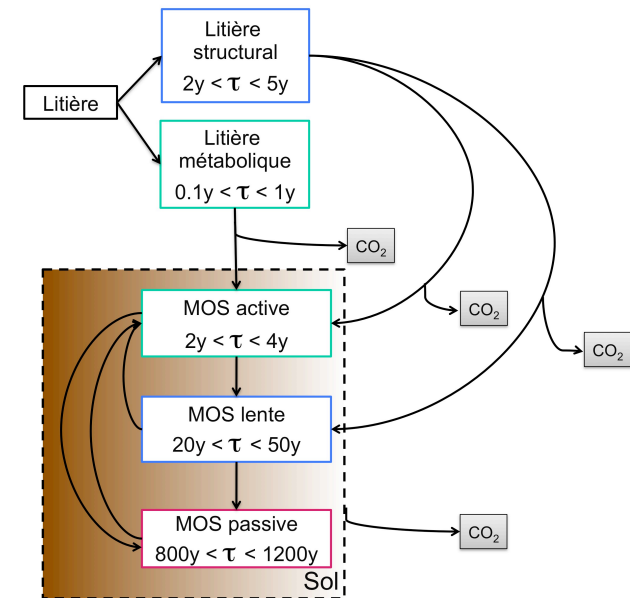 Litière
structural
2y < τ < 5y
Litière
Litière
métabolique
0.1y < τ < 1y
CO₂
MOS active
2y < τ < 4y
CO₂
CO₂
MOS lente
20y < τ < 50y
MOS passive
800y < τ < 1200y
CO₂
Sol